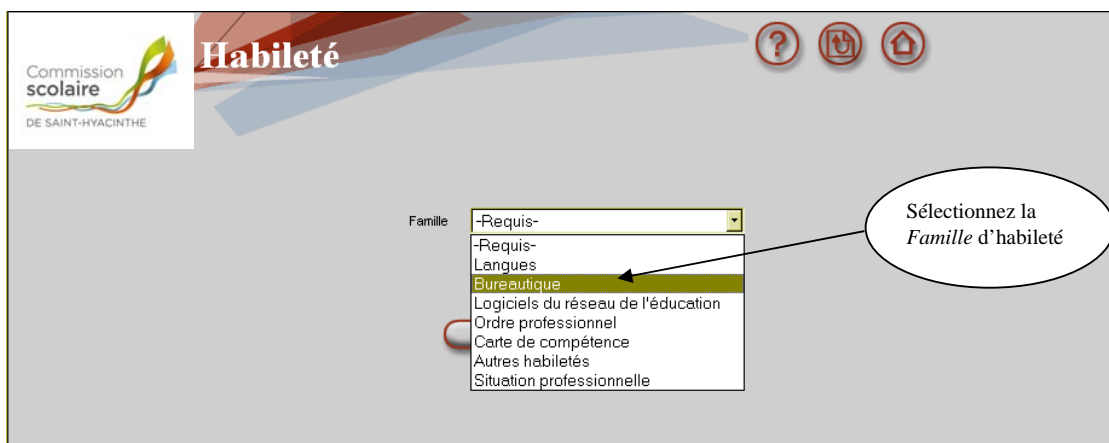 Commission
scolaire
DE SAINT-HYACINTHE
Habileté
?
Famille
-Requis-
-Requis-
Langues
Bureautique
Logiciels du réseau de l'éducation
Ordre professionnel
Carte de compétence
Autres habiletés
Situation professionnelle
Sélectionnez la
Famille d’habileté